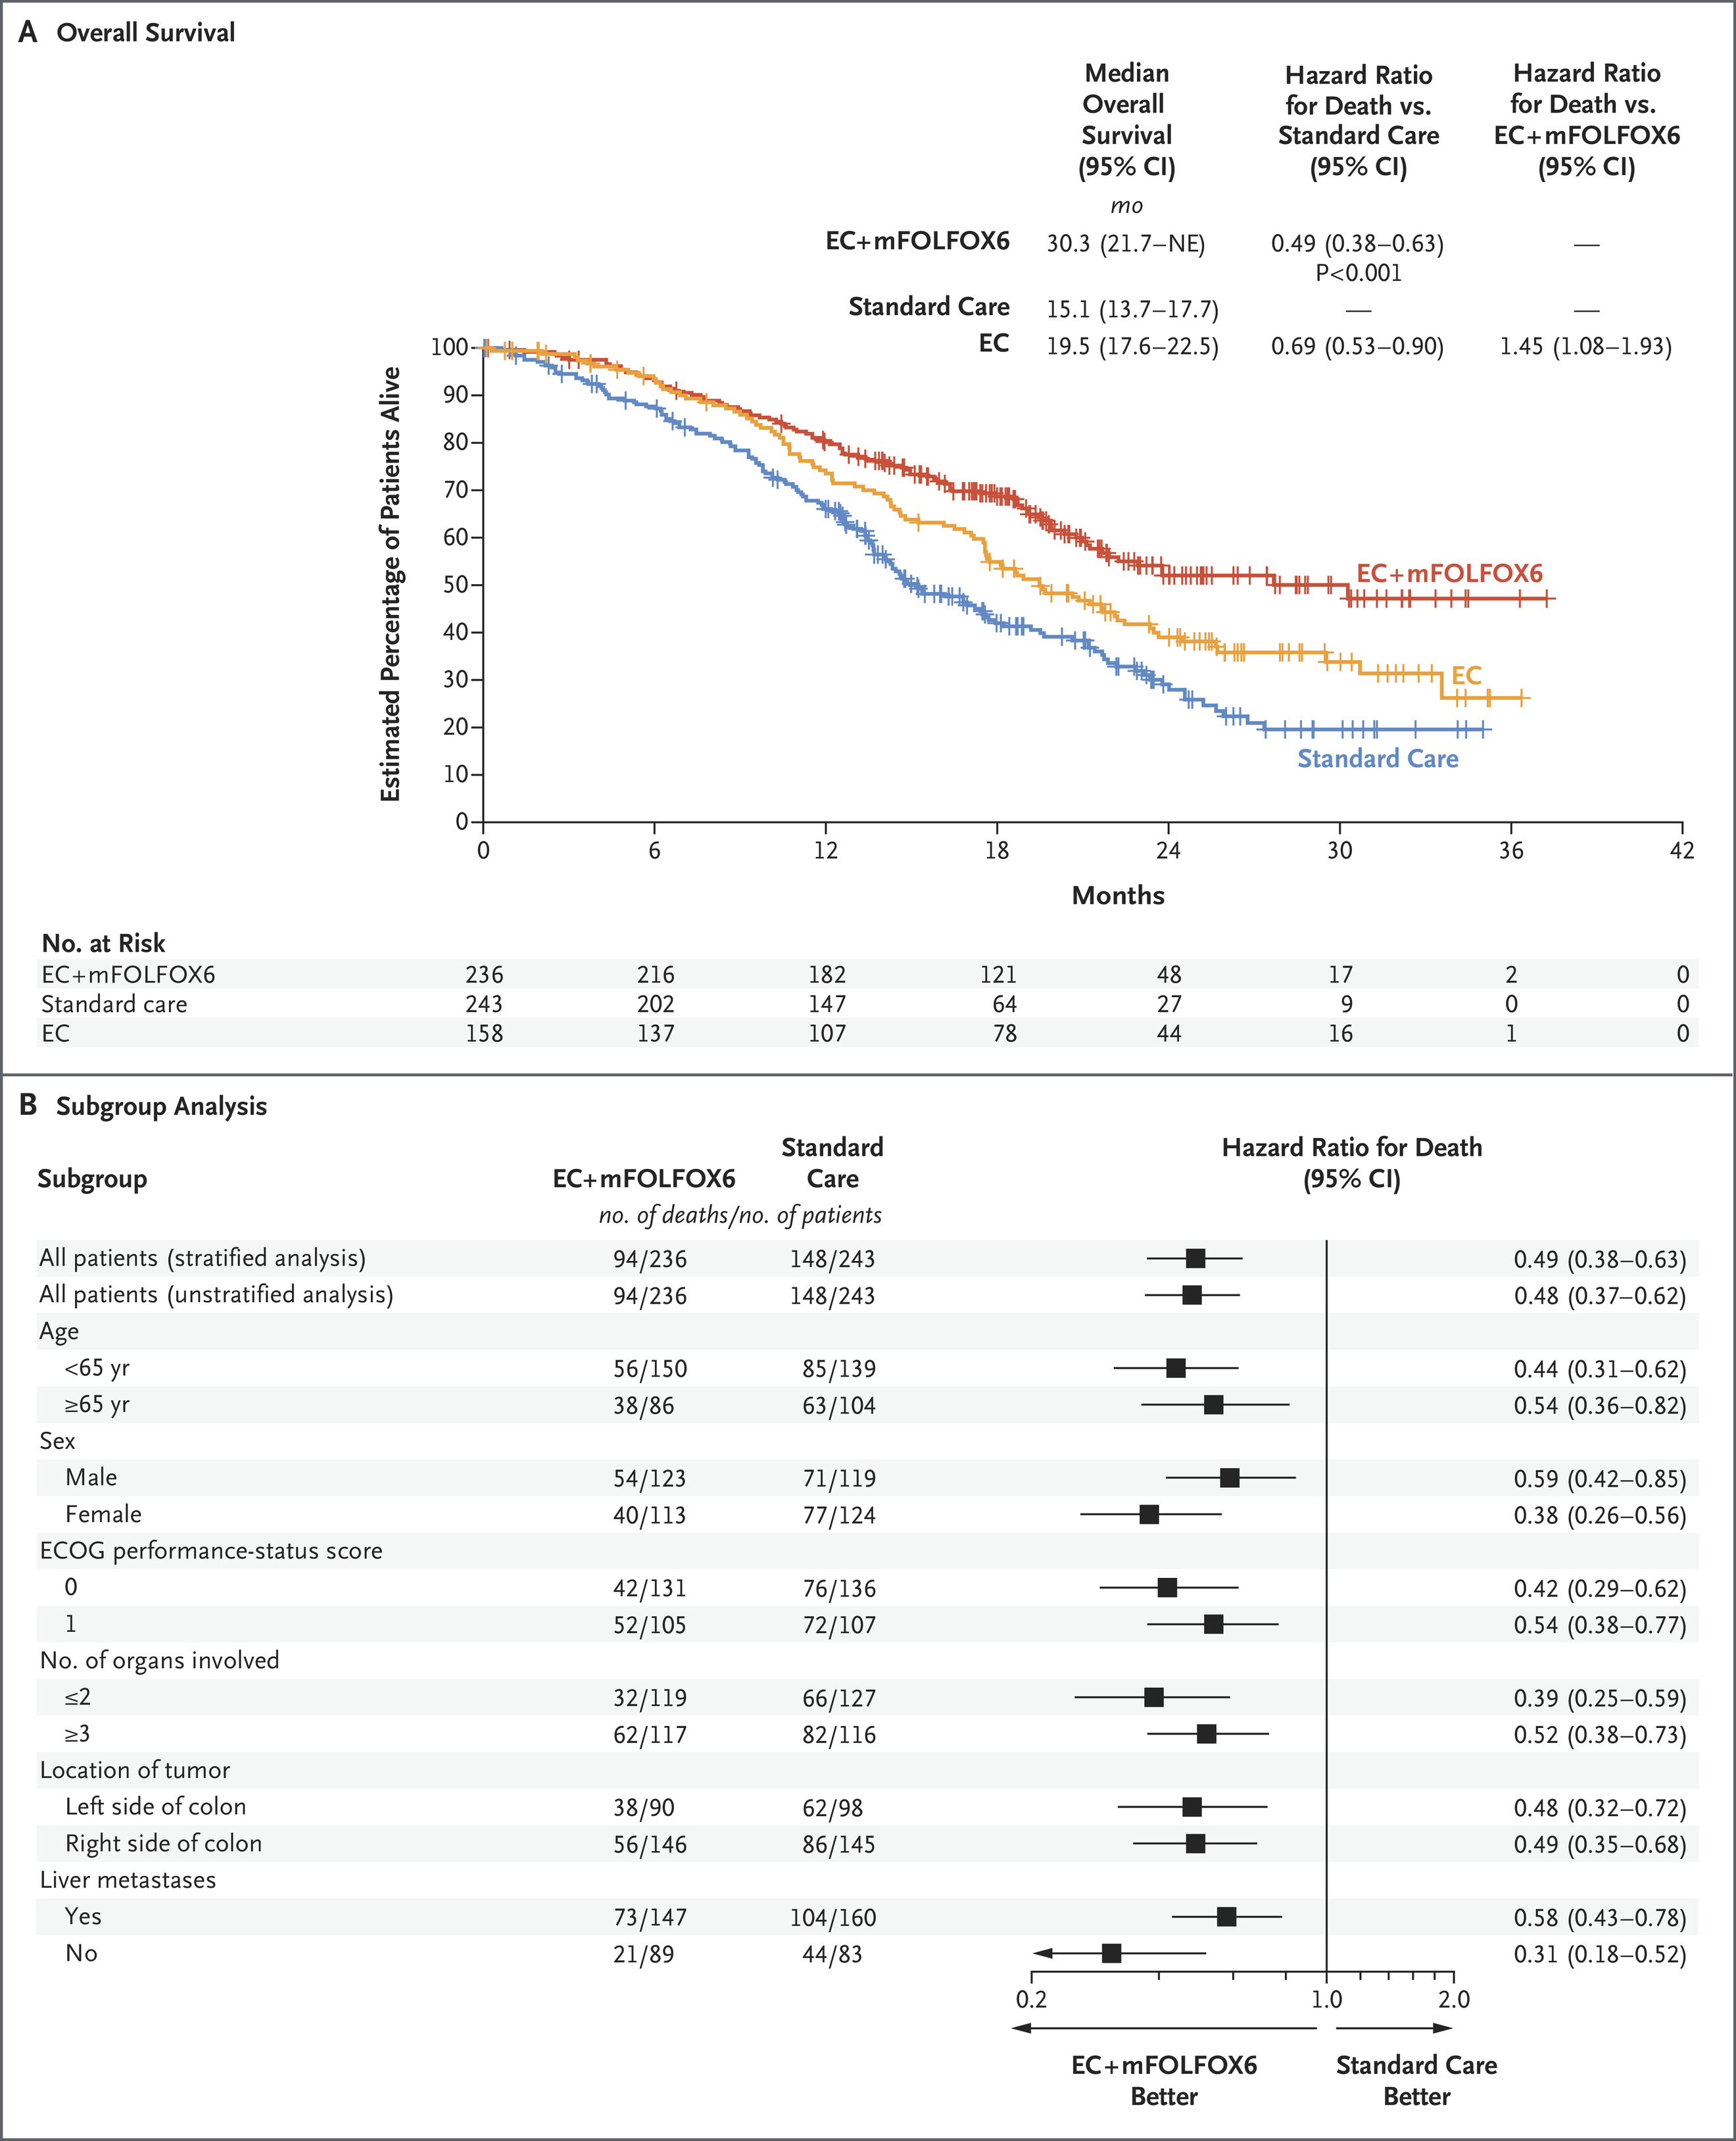 A Overall Survival
Median Overall Survival (95% CI)
Hazard Ratio for Death vs. Standard Care (95% CI)
Hazard Ratio for Death vs. EC+mFOLFOX6 (95% CI)
mo
EC+mFOLFOX6 30.3 (21.7–NE) 0.49 (0.38–0.63) —
P<0.001
Standard Care 15.1 (13.7–17.7) — —
EC 19.5 (17.6–22.5) 0.69 (0.53–0.90) 1.45 (1.08–1.93)
Estimated Percentage of Patients Alive
100
90
80
70
60
50
40
30
20
10
0
EC+mFOLFOX6
EC
Standard Care
0 6 12 18 24 30 36 42
Months
No. at Risk
EC+mFOLFOX6 236 216 182 121 48 17 2 0
Standard care 243 202 147 64 27 9 0 0
EC 158 137 107 78 44 16 1 0
B Subgroup Analysis
Subgroup
EC+mFOLFOX6
Standard Care
Hazard Ratio for Death (95% CI)
no. of deaths/no. of patients
All patients (stratified analysis) 94/236 148/243 0.49 (0.38–0.63)
All patients (unstratified analysis) 94/236 148/243 0.48 (0.37–0.62)
Age
<65 yr 56/150 85/139 0.44 (0.31–0.62)
≥65 yr 38/86 63/104 0.54 (0.36–0.82)
Sex
Male 54/123 71/119 0.59 (0.42–0.85)
Female 40/113 77/124 0.38 (0.26–0.56)
ECOG performance-status score
0 42/131 76/136 0.42 (0.29–0.62)
1 52/105 72/107 0.54 (0.38–0.77)
No. of organs involved
≤2 32/119 66/127 0.39 (0.25–0.59)
≥3 62/117 82/116 0.52 (0.38–0.73)
Location of tumor
Left side of colon 38/90 62/98 0.48 (0.32–0.72)
Right side of colon 56/146 86/145 0.49 (0.35–0.68)
Liver metastases
Yes 73/147 104/160 0.58 (0.43–0.78)
No 21/89 44/83 0.31 (0.18–0.52)
0.2 1.0 2.0
EC+mFOLFOX6 Better
Standard Care Better